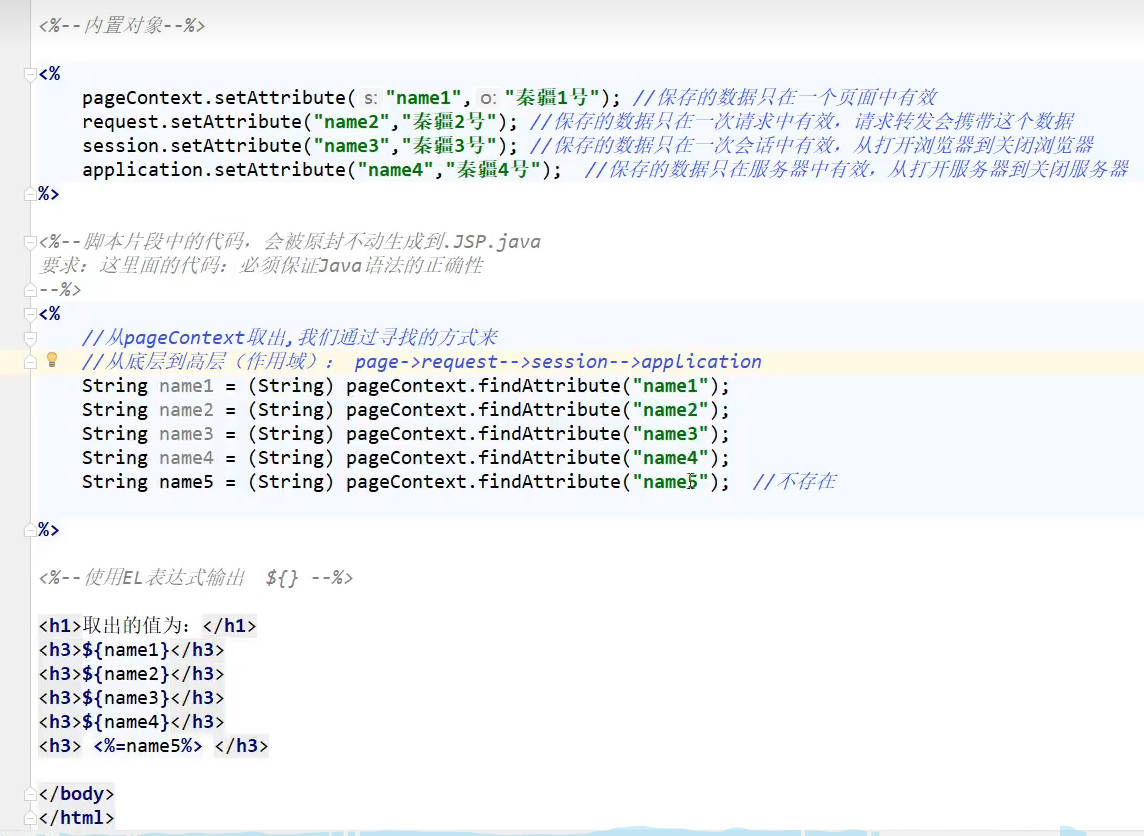 <%--内置对象--%>
<%
pageContext.setAttribute( s: "name1", o: "秦疆1号"); //保存的数据只在一个页面中有效
request.setAttribute("name2","秦疆2号"); //保存的数据只在一次请求中有效，请求转发会携带这个数据
session.setAttribute("name3","秦疆3号"); //保存的数据只在一次会话中有效，从打开浏览器到关闭浏览器
application.setAttribute("name4","秦疆4号");  //保存的数据只在服务器中有效，从打开服务器到关闭服务器
%>
<%--脚本片段中的代码，会被原封不动生成到.JSP.java
要求：这里面的代码：必须保证Java语法的正确性
--%>
<%
//从pageContext取出,我们通过寻找的方式来
//从底层到高层（作用域）： page->request-->session-->application
String name1 = (String) pageContext.findAttribute("name1");
String name2 = (String) pageContext.findAttribute("name2");
String name3 = (String) pageContext.findAttribute("name3");
String name4 = (String) pageContext.findAttribute("name4");
String name5 = (String) pageContext.findAttribute("name5");  //不存在
%>
<%--使用EL表达式输出  ${} --%>
<h1>取出的值为：</h1>
<h3>${name1}</h3>
<h3>${name2}</h3>
<h3>${name3}</h3>
<h3>${name4}</h3>
<h3> <%=name5%> </h3>
</body>
</html>